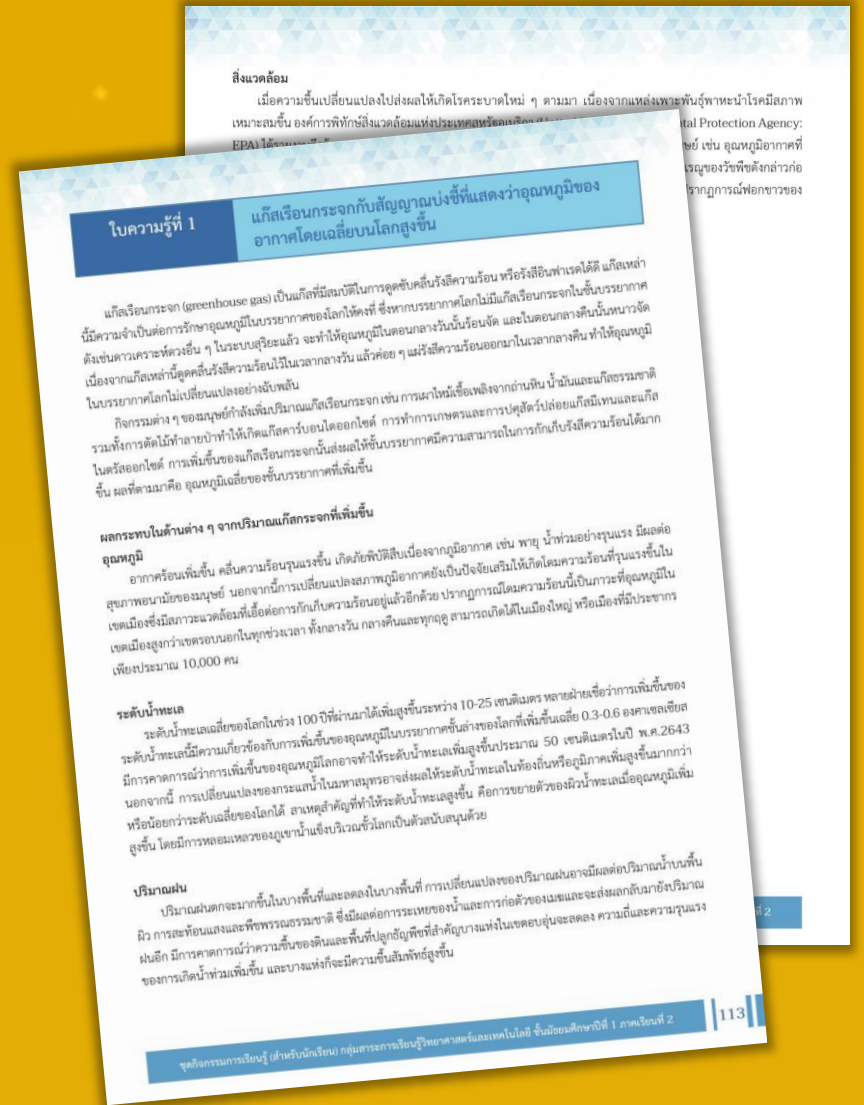 ใบความรู้ที่ 1
แก๊สเรือนกระจกกับสัญญาณบ่งชี้ที่แสดงว่าอุณหภูมิของ
อากาศโดยเฉลี่ยบนโลกสูงขึ้น
แก๊สเรือนกระจก (greenhouse gas) เป็นแก๊สที่มีสมบัติในการดูดซับคลื่นรังสีความร้อน หรือรังสีอินฟาเรดได้ดี แก๊สเหล่า
นี้มีความจำเป็นต่อการรักษาอุณหภูมิในบรรยากาศของโลกให้คงที่ ซึ่งหากบรรยากาศโลกไม่มีแก๊สเรือนกระจกในชั้นบรรยากาศ
ดังเช่นดาวเคราะห์ดวงอื่น ๆ ในระบบสุริยะแล้ว จะทำให้อุณหภูมิในตอนกลางวันนั้นร้อนจัด และในตอนกลางคืนนั้นหนาวจัด
เนื่องจากแก๊สเหล่านี้ดูดคลื่นรังสีความร้อนไว้ในเวลากลางวัน แล้วค่อย ๆ แผ่รังสีความร้อนออกมาในเวลากลางคืน ทำให้อุณหภูมิ
ในบรรยากาศโลกไม่เปลี่ยนแปลงอย่างฉับพลัน
กิจกรรมต่าง ๆ ของมนุษย์กำลังเพิ่มปริมาณแก๊สเรือนกระจก เช่น การเผาไหม้เชื้อเพลิงจากถ่านหิน น้ำมันและแก๊สธรรมชาติ
รวมทั้งการตัดไม้ทำลายป่าทำให้เกิดแก๊สคาร์บอนไดออกไซด์ การทำการเกษตรและการปศุสัตว์ปล่อยแก๊สมีเทนและแก๊ส
ไนตรัสออกไซด์ การเพิ่มขึ้นของแก๊สเรือนกระจกนั้นส่งผลให้ชั้นบรรยากาศมีความสามารถในการกักเก็บรังสีความร้อนได้มาก
ขึ้น ผลที่ตามมาคือ อุณหภูมิเฉลี่ยของชั้นบรรยากาศที่เพิ่มขึ้น
ผลกระทบในด้านต่าง ๆ จากปริมาณแก๊สกระจกที่เพิ่มขึ้น
อุณหภูมิ
อากาศร้อนเพิ่มขึ้น คลื่นความร้อนรุนแรงขึ้น เกิดภัยพิบัติสืบเนื่องจากภูมิอากาศ เช่น พายุ น้ำท่วมอย่างรุนแรง มีผลต่อ
สุขภาพอนามัยของมนุษย์ นอกจากนี้การเปลี่ยนแปลงสภาพภูมิอากาศยังเป็นปัจจัยเสริมให้เกิดโดมความร้อนที่รุนแรงขึ้นใน
เขตเมืองซึ่งมีสภาวะแวดล้อมที่เอื้อต่อการกักเก็บความร้อนอยู่แล้วอีกด้วย ปรากฏการณ์โดมความร้อนนี้เป็นภาวะที่อุณหภูมิใน
เขตเมืองสูงกว่าเขตรอบนอกในทุกช่วงเวลา ทั้งกลางวัน กลางคืนและทุกฤดู สามารถเกิดได้ในเมืองใหญ่ หรือเมืองที่มีประชากร
เพียงประมาณ 10,000 คน
ระดับน้ำทะเล
ระดับน้ำทะเลเฉลี่ยของโลกในช่วง 100 ปีที่ผ่านมาได้เพิ่มสูงขึ้นระหว่าง 10-25 เซนติเมตร หลายฝ่ายเชื่อว่าการเพิ่มขึ้นของ
ระดับน้ำทะเลนี้มีความเกี่ยวข้องกับการเพิ่มขึ้นของอุณหภูมิในบรรยากาศชั้นล่างของโลกที่เพิ่มขึ้นเฉลี่ย 0.3-0.6 องศาเซลเซียส
มีการคาดการณ์ว่าการเพิ่มขึ้นของอุณหภูมิโลกอาจทำให้ระดับน้ำทะเลเพิ่มสูงขึ้นประมาณ 50 เซนติเมตรในปี พ.ศ.2643
นอกจากนี้ การเปลี่ยนแปลงของกระแสน้ำในมหาสมุทรอาจส่งผลให้ระดับน้ำทะเลในท้องถิ่นหรือภูมิภาคเพิ่มสูงขึ้นมากกว่า
หรือน้อยกว่าระดับเฉลี่ยของโลกได้ สาเหตุสำคัญที่ทำให้ระดับน้ำทะเลสูงขึ้น คือการขยายตัวของผิวน้ำทะเลเมื่ออุณหภูมิเพิ่ม
สูงขึ้น โดยมีการหลอมเหลวของภูเขาน้ำแข็งบริเวณขั้วโลกเป็นตัวสนับสนุนด้วย
ปริมาณฝน
ปริมาณฝนตกจะมากขึ้นในบางพื้นที่และลดลงในบางพื้นที่ การเปลี่ยนแปลงของปริมาณฝนอาจมีผลต่อปริมาณน้ำบนพื้น
ผิว การสะท้อนแสงและพืชพรรณธรรมชาติ ซึ่งมีผลต่อการระเหยของน้ำและการก่อตัวของเมฆและจะส่งผลกลับมายังปริมาณ
ฝนอีก มีการคาดการณ์ว่าความชื้นของดินและพื้นที่ปลูกธัญพืชที่สำคัญบางแห่งในเขตอบอุ่นจะลดลง ความถี่และความรุนแรง
ของการเกิดน้ำท่วมเพิ่มขึ้น และบางแห่งก็จะมีความชื้นสัมพัทธ์สูงขึ้น
ชุดกิจกรรมการเรียนรู้ (สำหรับนักเรียน) กลุ่มสาระการเรียนรู้วิทยาศาสตร์และเทคโนโลยี ชั้นมัธยมศึกษาปีที่ 1 ภาคเรียนที่ 2
113
สิ่งแวดล้อม
เมื่อความชื้นเปลี่ยนแปลงไปส่งผลให้เกิดโรคระบาดใหม่ ๆ ตามมา เนื่องจากแหล่งเพาะพันธุ์พาหะนำโรคมีสภาพ
เหมาะสมขึ้น องค์การพิทักษ์สิ่งแวดล้อมแห่งประเทศสหรัฐอเมริกา Protection Agency:
EPA) เช่น อุณหภูมิอากาศที่
ของวัชพืชดังกล่าวก่อ
ปรากฏการณ์ฟอกขาวของ
ที่ 2